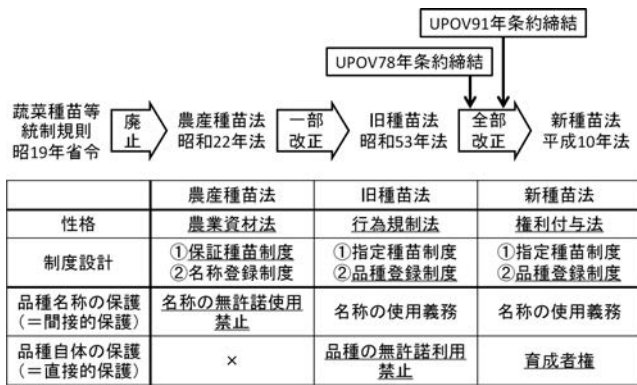 UPOV91年条約締結
UPOV78年条約締結
蔬菜種苗等
統制規則
昭19年省令
廃
止
農産種苗法
昭和22年法
一部
改正
旧種苗法
昭和53年法
全部
改正
新種苗法
平成10年法
農産種苗法 旧種苗法 新種苗法
性格 農業資材法 行為規制法 権利付与法
制度設計 ①保証種苗制度 ①指定種苗制度 ①指定種苗制度
②名称登録制度 ②品種登録制度 ②品種登録制度
品種名称の保護 名称の無許諾使用 名称の使用義務 名称の使用義務
(=間接的保護) 禁止
品種自体の保護 × 品種の無許諾利用 育成者権
(=直接的保護) 禁止